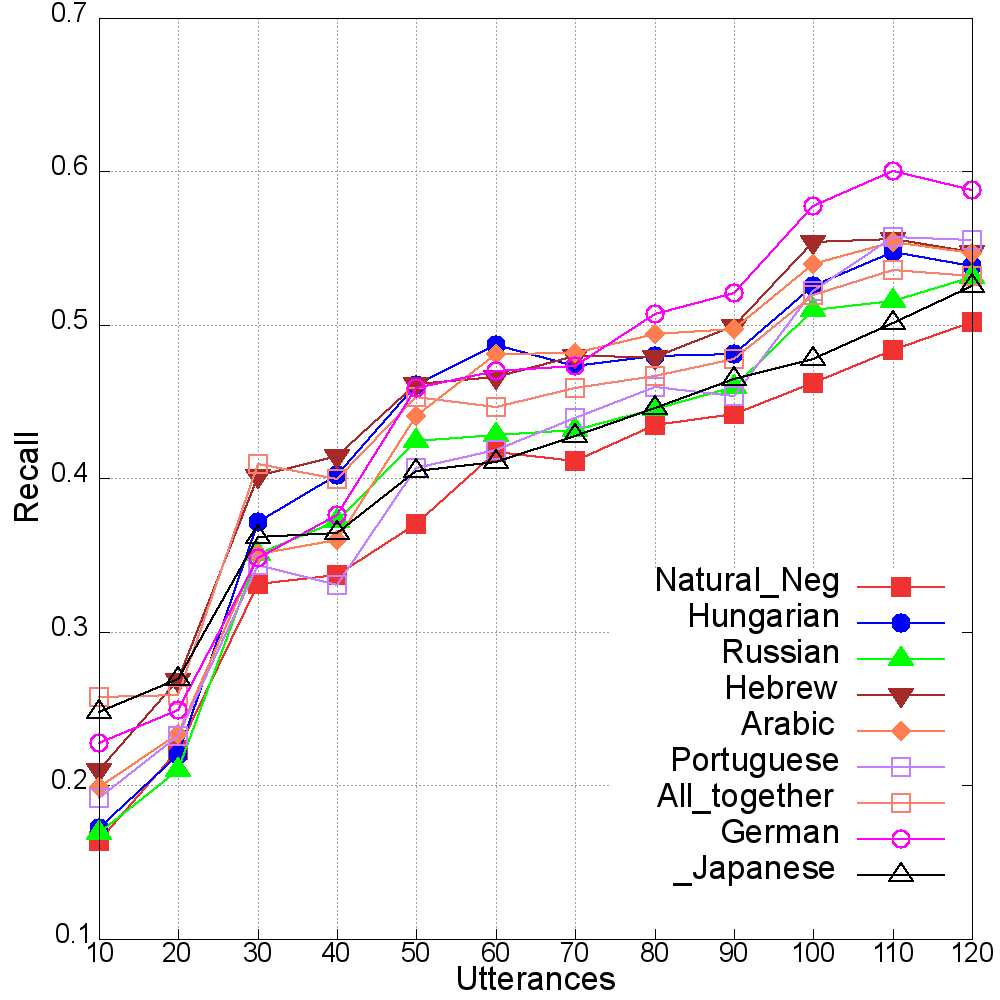 0.7
0.6
0.5
0.4
0.3
0.2
0.1
Recall
Natural_Neg
Hungarian
Russian
Hebrew
Arabic
Portuguese
All_together
German
_Japanese
10 20 30 40 50 60 70 80 90 100 110 120
Utterances